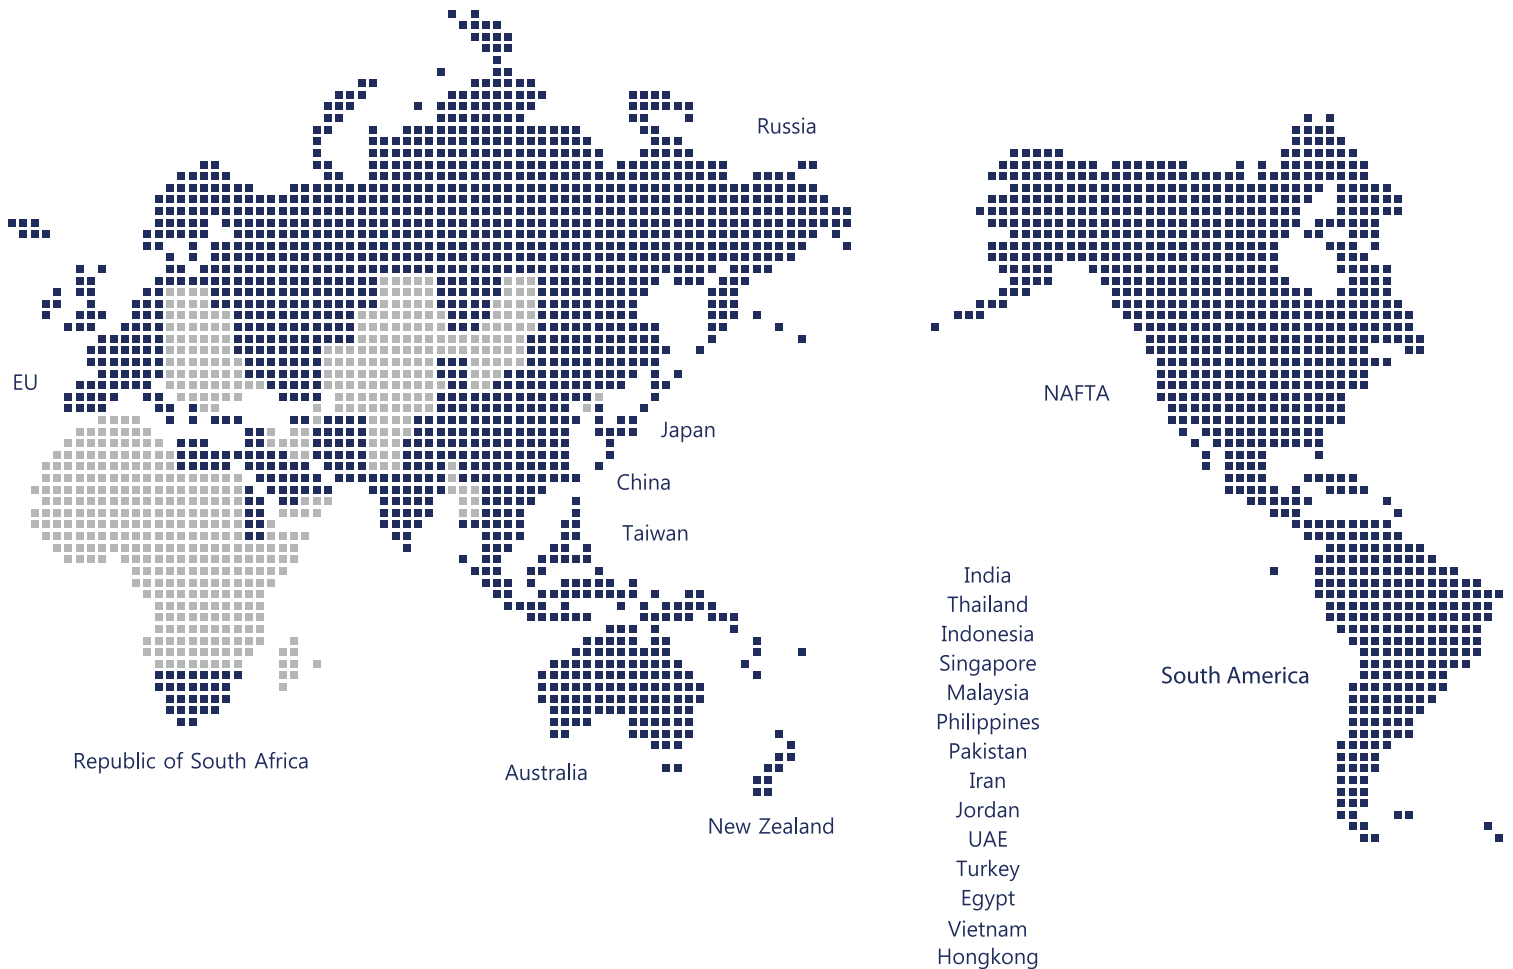 Russia
EU
NAFTA
Japan
China
Taiwan
India
Thailand
Indonesia
Singapore
Malaysia
Philippines
Pakistan
Iran
Jordan
UAE
Turkey
Egypt
Vietnam
Hongkong
South America
Republic of South Africa
Australia
New Zealand